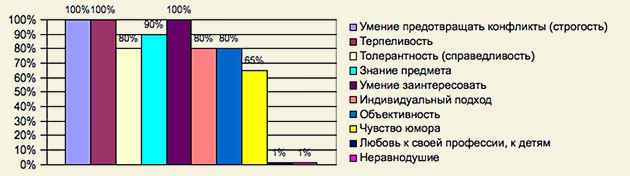 100%
90%
80%
70%
60%
50%
40%
30%
20%
10%
0%
100% 100% 80% 90% 100% 80% 80% 65% 1% 1%
Умение предотвращать конфликты (строгость)
Терпеливость
Толерантность (справедливость)
Знание предмета
Умение заинтересовать
Индивидуальный подход
Объективность
Чувство юмора
Любовь к своей профессии, к детям
Неравнодушие